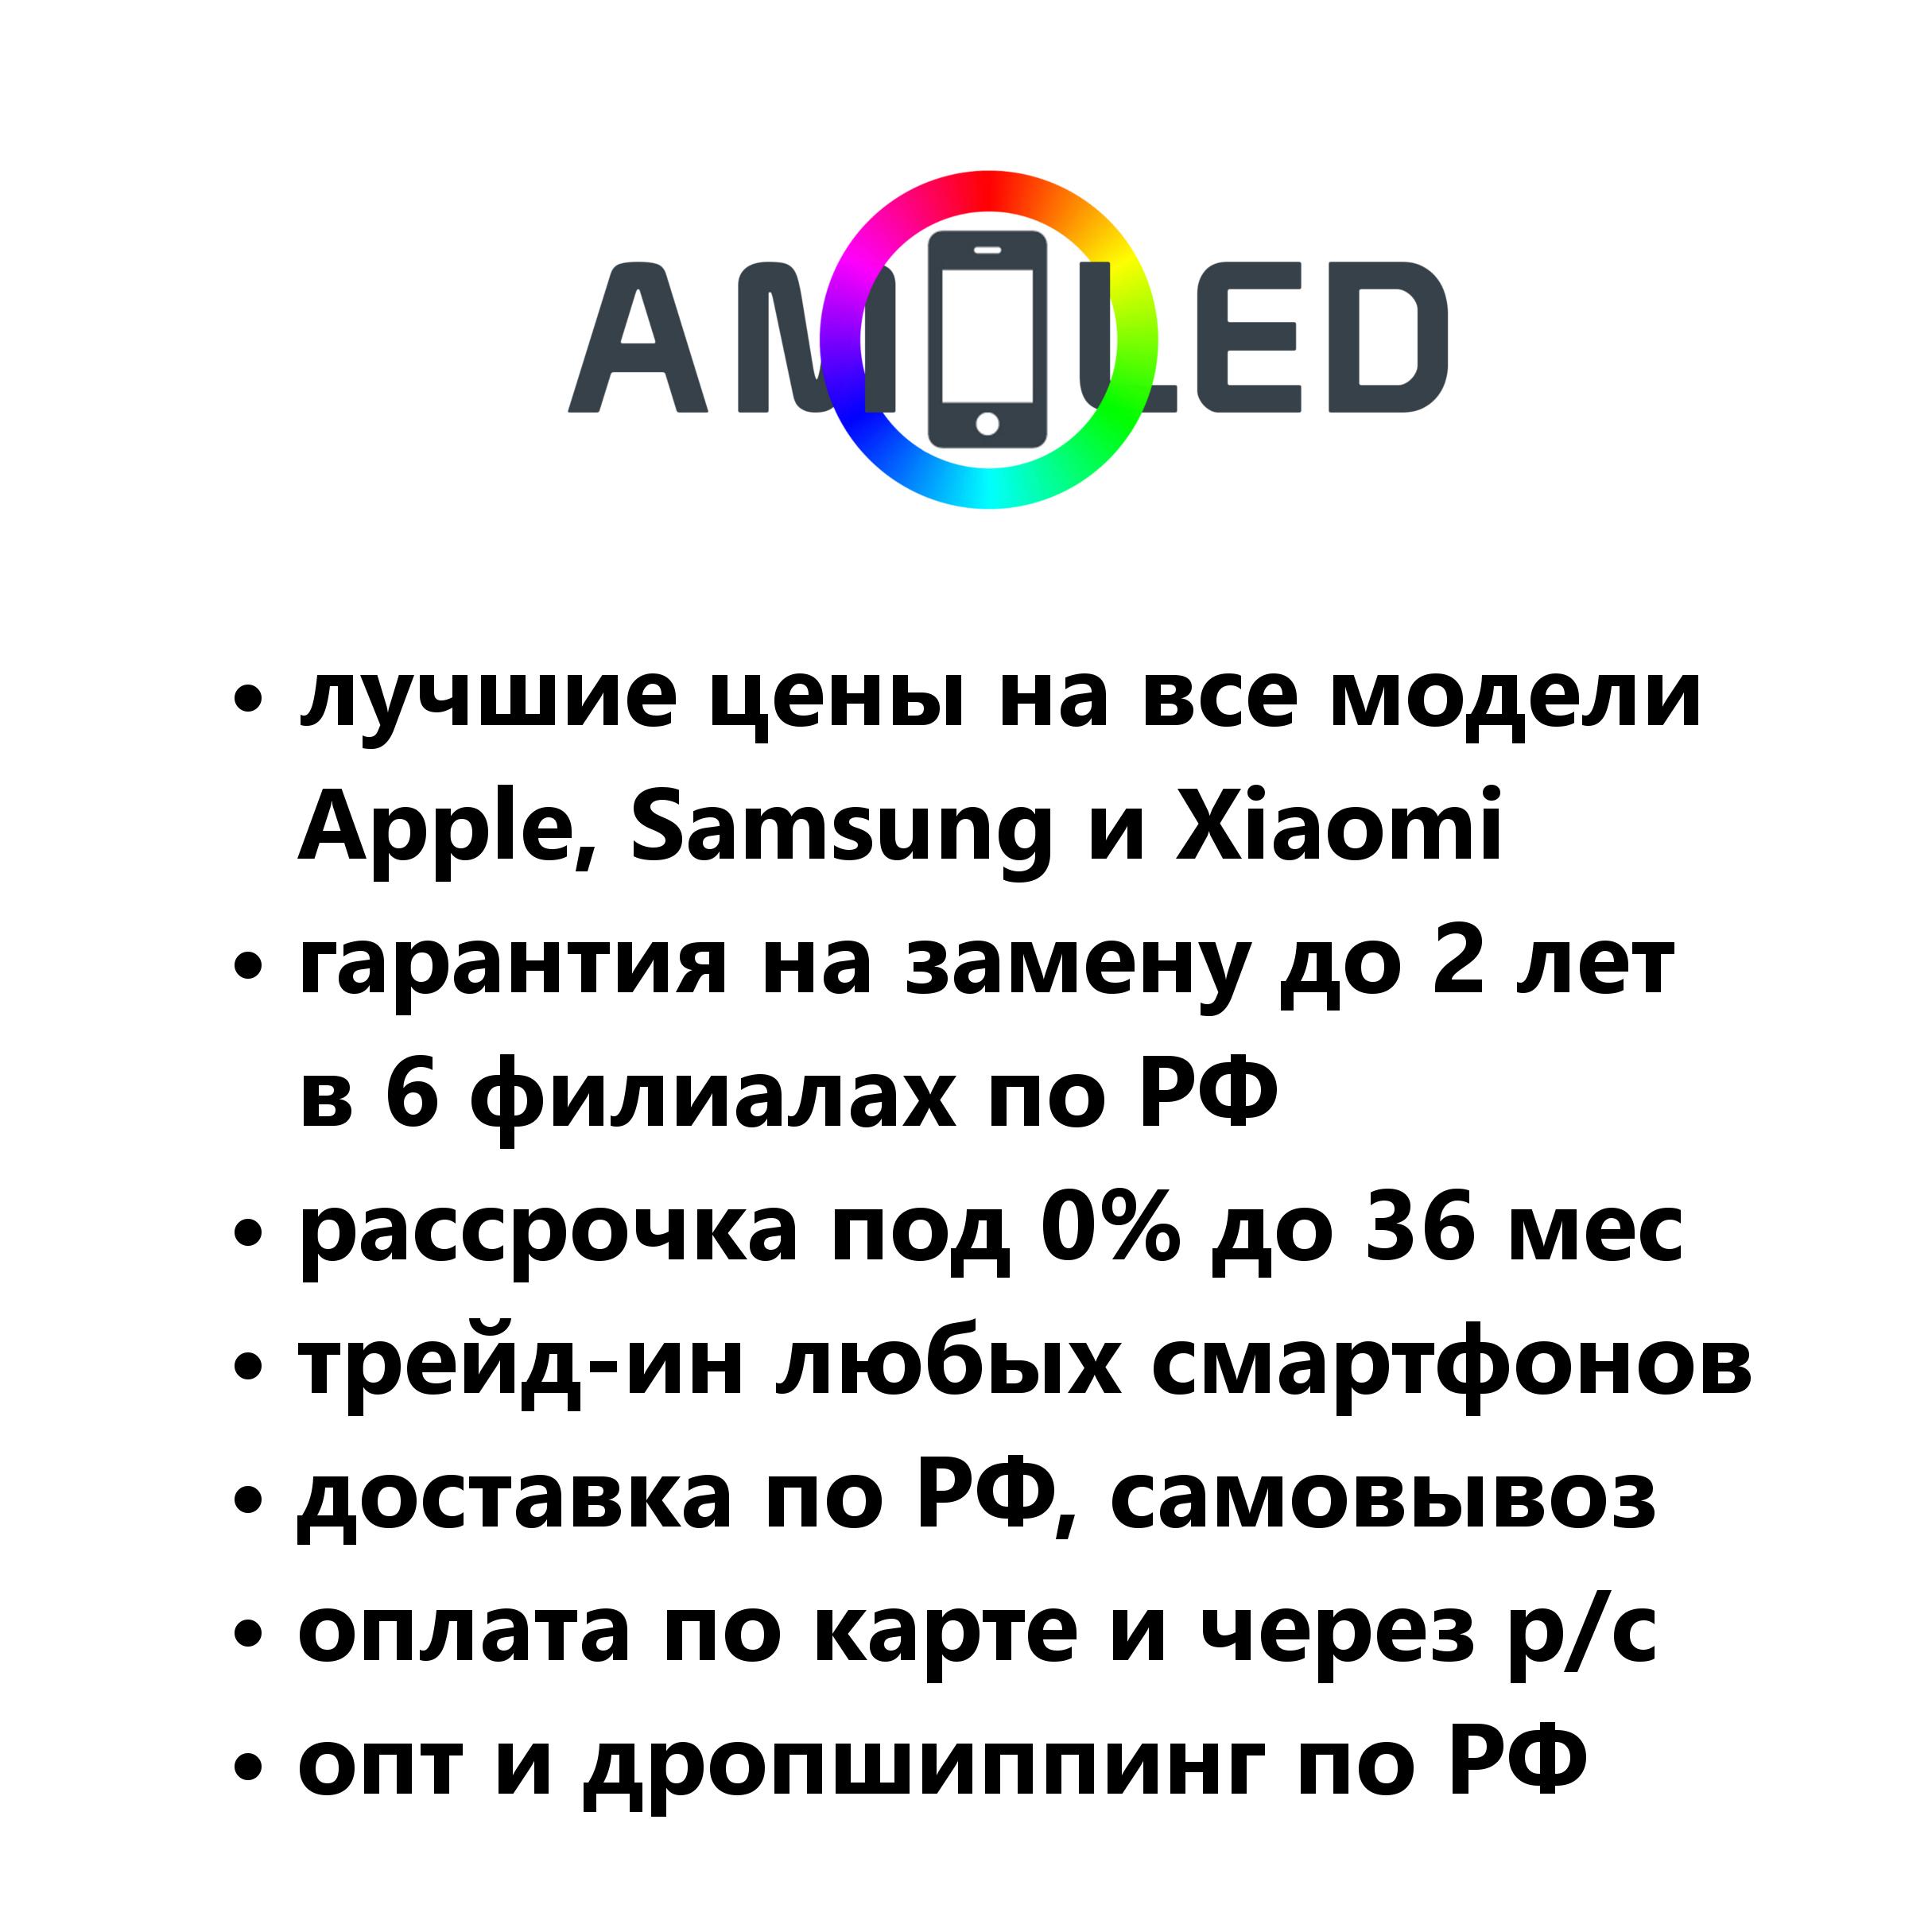 AMOLED
• лучшие цены на все модели
Apple, Samsung и Xiaomi
• гарантия на замену до 2 лет
в 6 филиалах по РФ
• рассрочка под 0% до 36 мес
• трейд-ин любых смартфонов
• доставка по РФ, самовывоз
• оплата по карте и через р/с
• опт и дропшиппинг по РФ